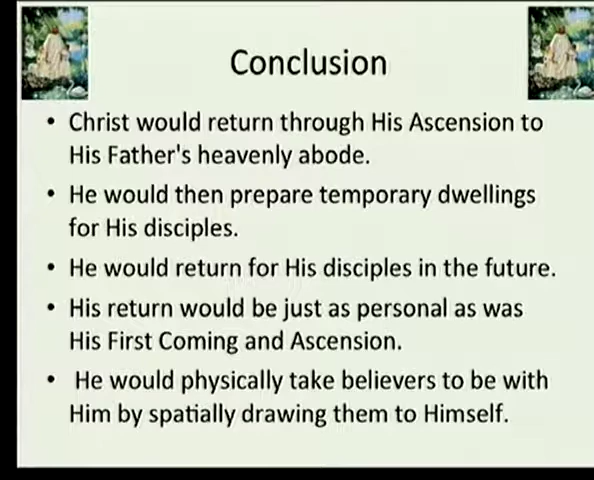 Conclusion
• Christ would return through His Ascension to
His Father's heavenly abode.
• He would then prepare temporary dwellings
for His disciples.
• He would return for His disciples in the future.
• His return would be just as personal as was
His First Coming and Ascension.
• He would physically take believers to be with
Him by spatially drawing them to Himself.